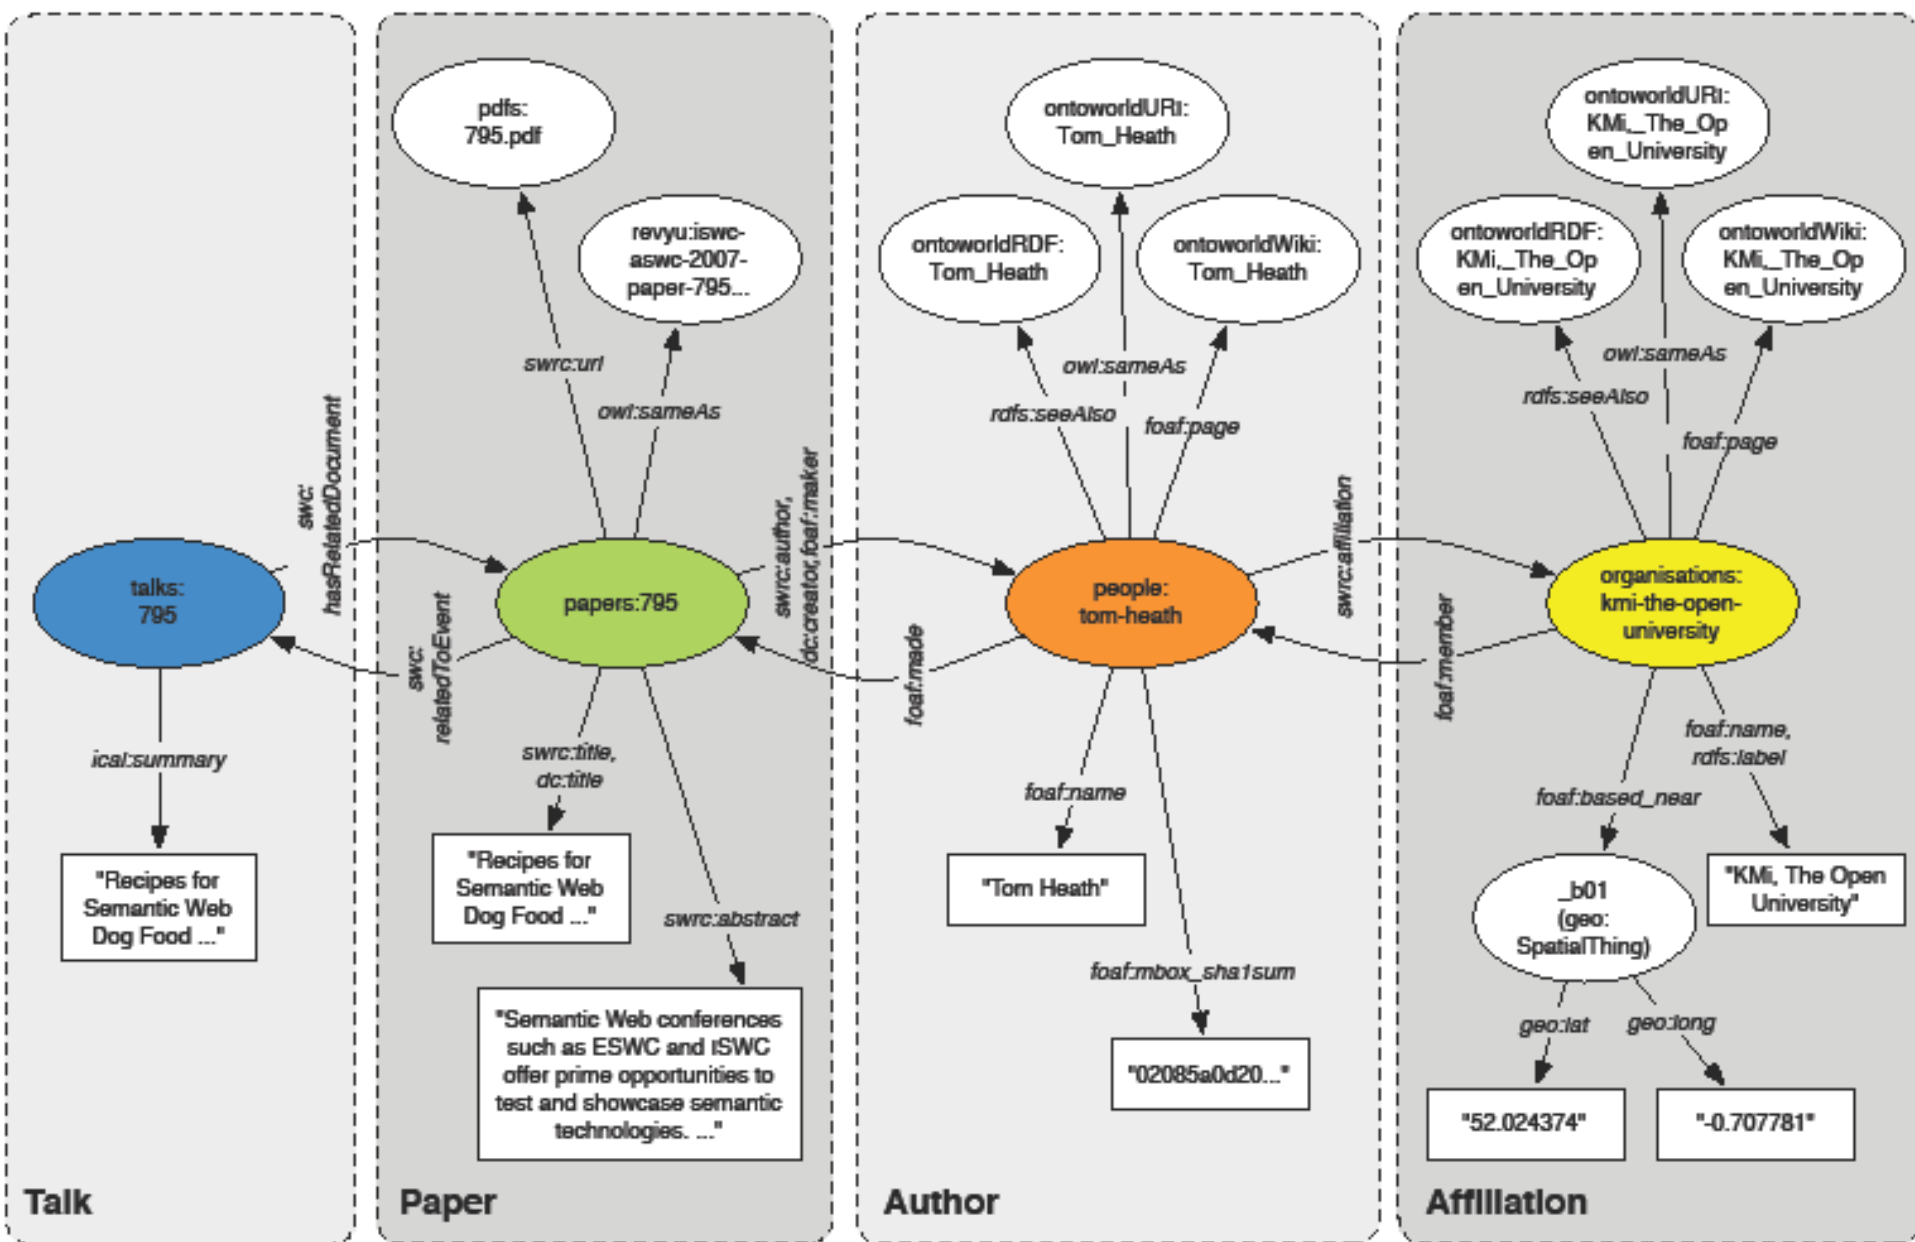 pdfs:
795.pdf
revyu:iswc-
aswc-2007-
paper-795...
swrc:url
owl:sameAs
ontoworldURI:
Tom_Heath
ontoworldRDF:
Tom_Heath
ontoworldWiki:
Tom_Heath
owl:sameAs
rdfs:seeAlso
foaf:page
ontoworldURI:
KMi,_The_Op
en_University
ontoworldRDF:
KMi,_The_Op
en_University
ontoworldWiki:
KMi,_The_Op
en_University
owl:sameAs
rdfs:seeAlso
foaf:page
talks:
795
swc:
hasRelatedDocument
swc:
relatedToEvent
papers:795
swrc:author,
dc:creator,foaf:maker
foaf:made
people:
tom-heath
swrc:affiliation
foaf:member
organisations:
kmi-the-open-
university
ical:summary
"Recipes for
Semantic Web
Dog Food ..."
swrc:title,
dc:title
"Recipes for
Semantic Web
Dog Food ..."
swrc:abstract
"Semantic Web conferences
such as ESWC and ISWC
offer prime opportunities to
test and showcase semantic
technologies. ..."
foaf:name
"Tom Heath"
foaf:mbox_sha1sum
"02085a0d20..."
foaf:name,
rdfs:label
foaf:based_near
_b01
(geo:
SpatialThing)
"KMi, The Open
University"
geo:lat
geo:long
"52.024374"
"-0.707781"
Talk
Paper
Author
Affiliation